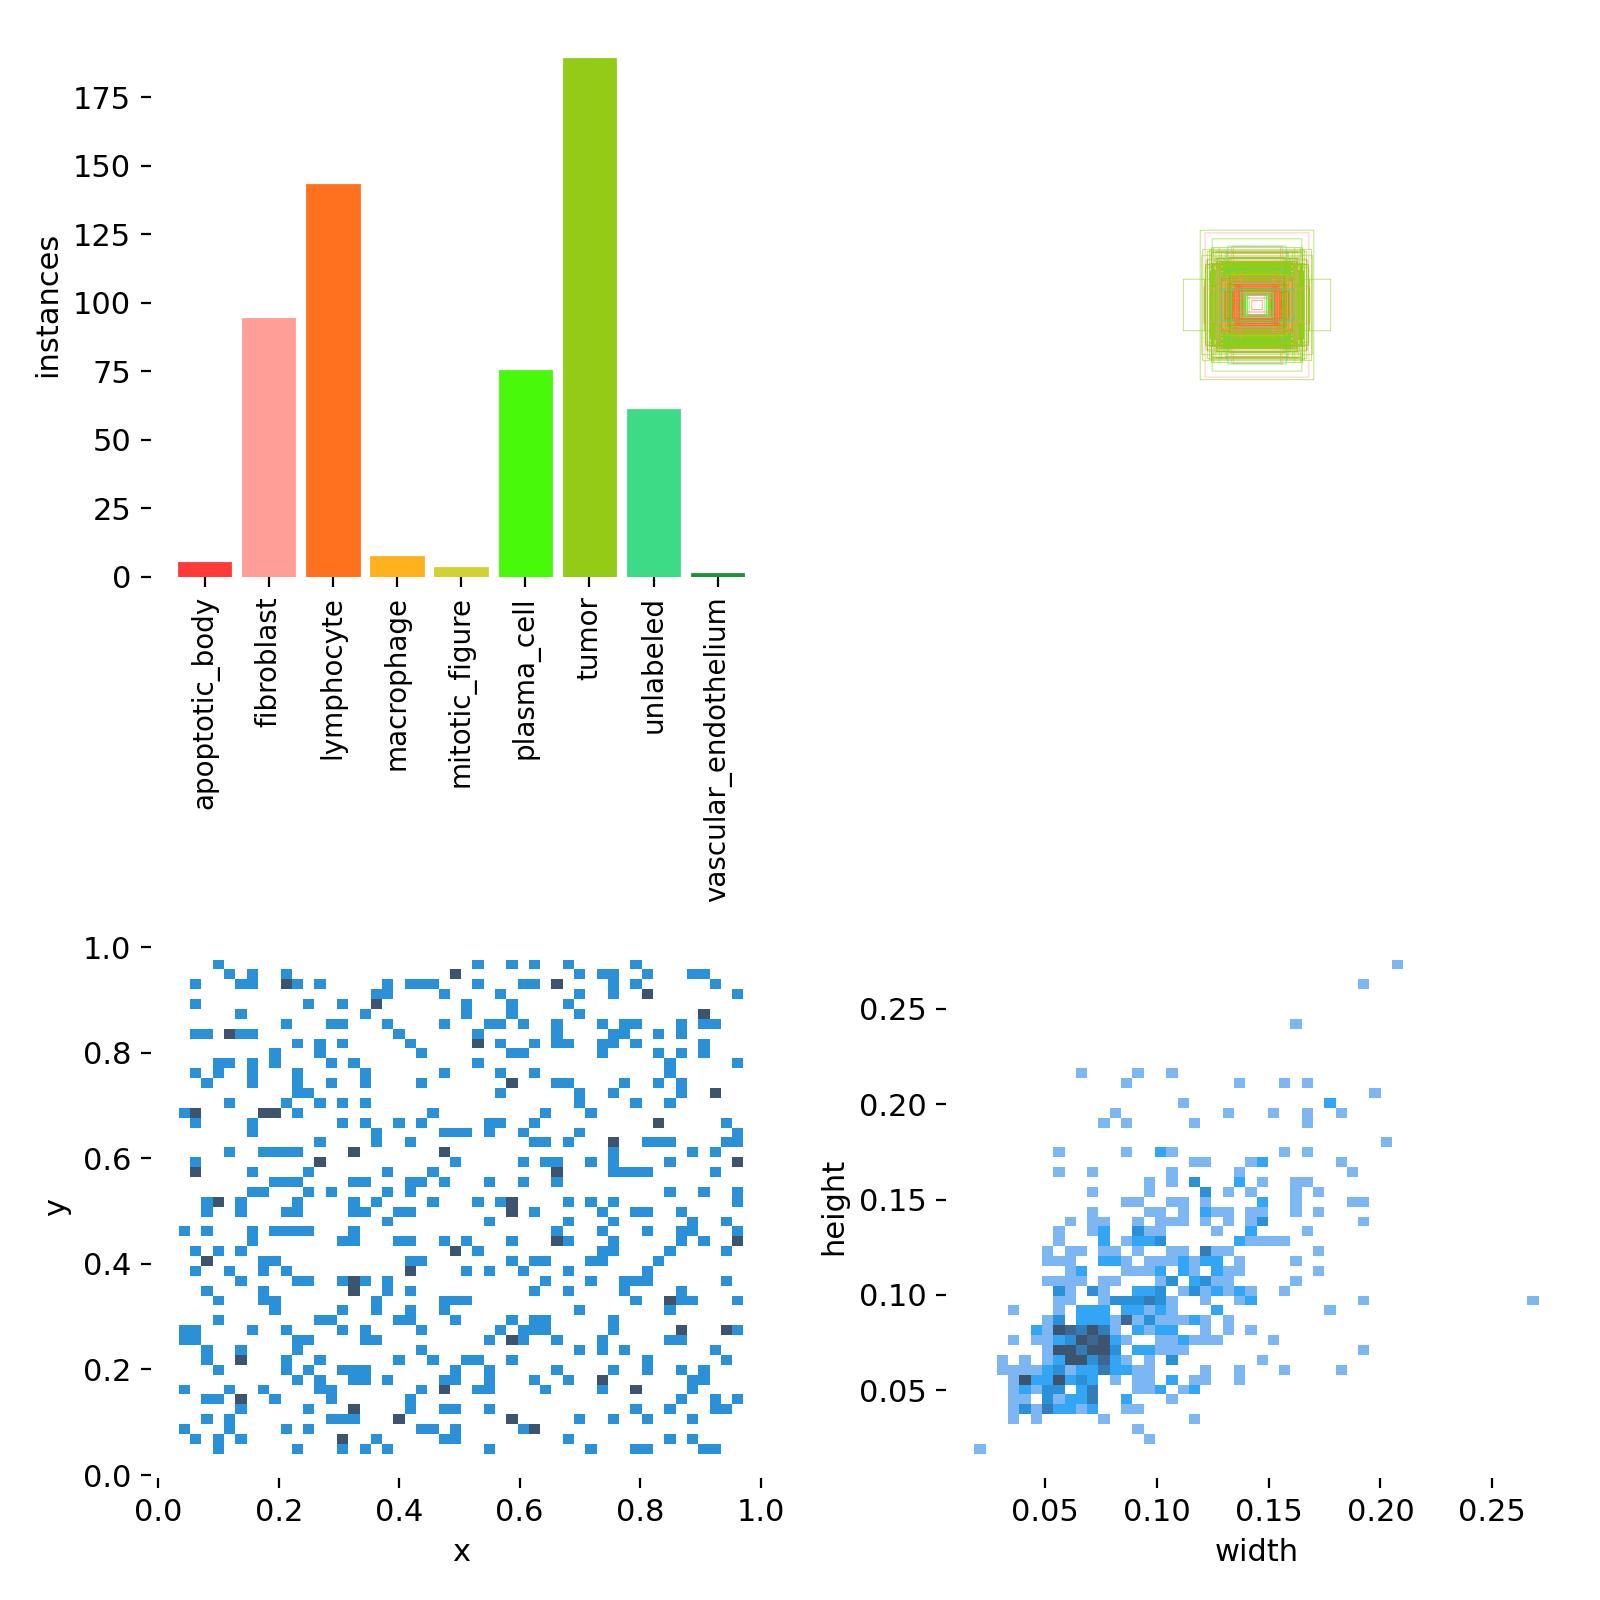 175
150
125
100
75
50
25
0
instances
apoptotic_body
fibroblast
lymphocyte
macrophage
mitotic_figure
plasma_cell
tumor
unlabeled
vascular_endothelium
1.0
0.8
0.6
0.4
0.2
0.0
y
0.0 0.2 0.4 0.6 0.8 1.0
x
0.25
0.20
0.15
0.10
0.05
height
0.05 0.10 0.15 0.20 0.25
width